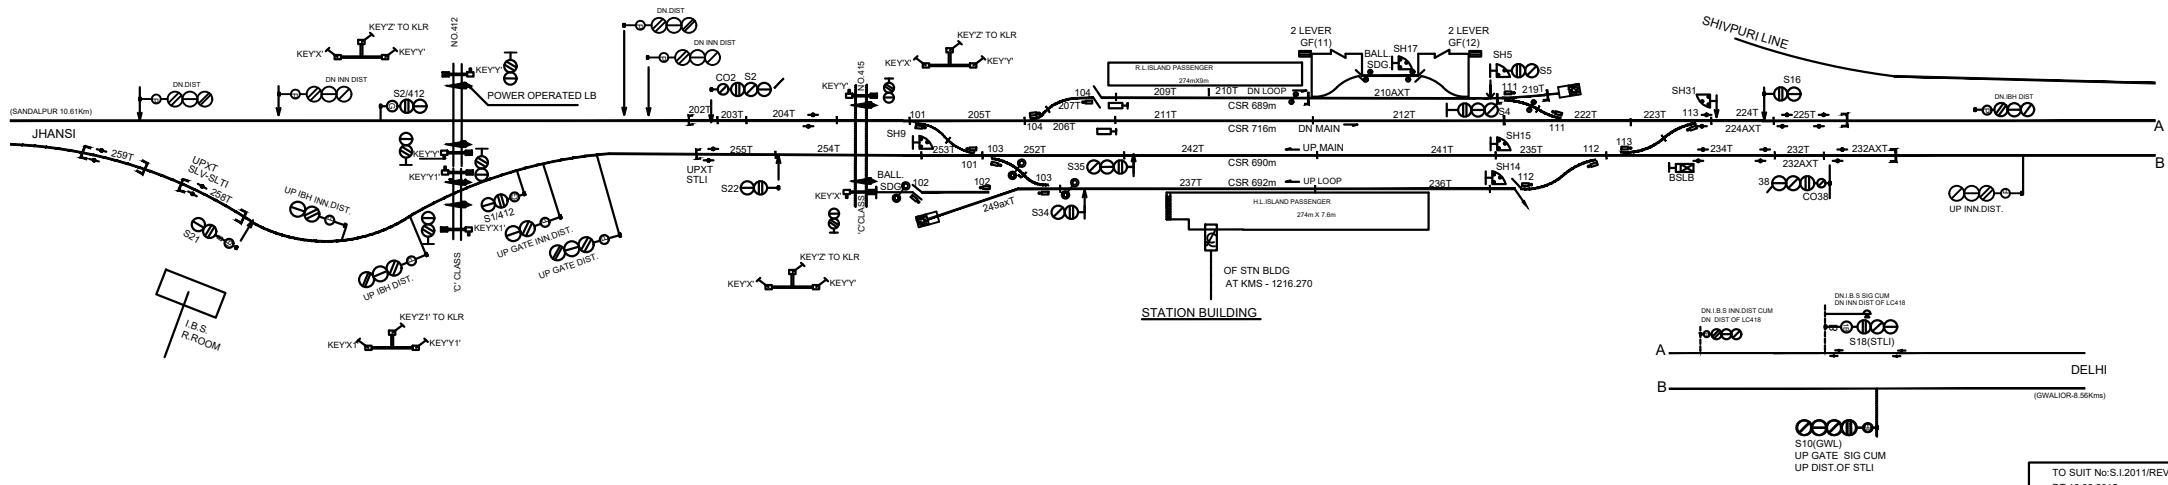 SHIVPURI LINE
DN.DIST
KEY'Z' TO KLR
KEY'X'
KEY'Y'
NO.412
DN INN DIST
KEY'Z' TO KLR
KEY'X'
KEY'Y'
2 LEVER
GF(11)
2 LEVER
GF(12)
BALL
SDG.
SH17
SH5
S5
R.L.ISLAND PASSENGER
274mX9m
DN.DIST
DN INN DIST
S2/412
KEY'Y'
POWER OPERATED LB
CO2
S2
KEY'Y'
NO.415
(SANDALPUR 10.61Km)
JHANSI
202T
203T
204T
101
205T
104
207T
104
206T
209T
210T
DN LOOP
CSR 689m
210AXT
111
219T
S4
111
211T
CSR 716m
DN MAIN
212T
222T
223T
113
SH31
224T
224AXT
S16
225T
DN.IBH DIST
A
259T
UPXT
SLV-SLTI
258T
S21
UP IBH INN.DIST.
UP IBH DIST.
KEY'Y'
KEY'Y1'
KEY'X1'
'C' CLASS
S1/412
UP GATE INN.DIST.
UP GATE DIST.
UPXT
STLI
255T
254T
S22
SH9
253T
101
103
252T
S35
242T
UP MAIN
CSR 690m
241T
SH15
235T
112
113
234T
BSLB
232T
232AXT
232AXT
B
38
CO38
UP INN.DIST.
KEY'X'
'C'CLASS
BALL.
SDG
102
102
249axT
103
S34
237T
CSR 692m
UP LOOP
236T
SH14
112
H.L.ISLAND PASSENGER
274m X 7.6m
KEY'Z' TO KLR
KEY'X'
KEY'Y'
OF STN BLDG
AT KMS - 1216.270
STATION BUILDING
I.B.S.
R.ROOM
KEY'Z1' TO KLR
KEY'X1'
KEY'Y1'
DN.I.B.S INN.DIST CUM
DN DIST OF LC418
DN.I.B.S SIG CUM
DN INN DIST OF LC418
S18(STLI)
A
DELHI
B
(GWALIOR-8.56Kms)
S10(GWL)
UP GATE SIG CUM
UP DIST.OF STLI
TO SUIT No:S.I.2011/REV